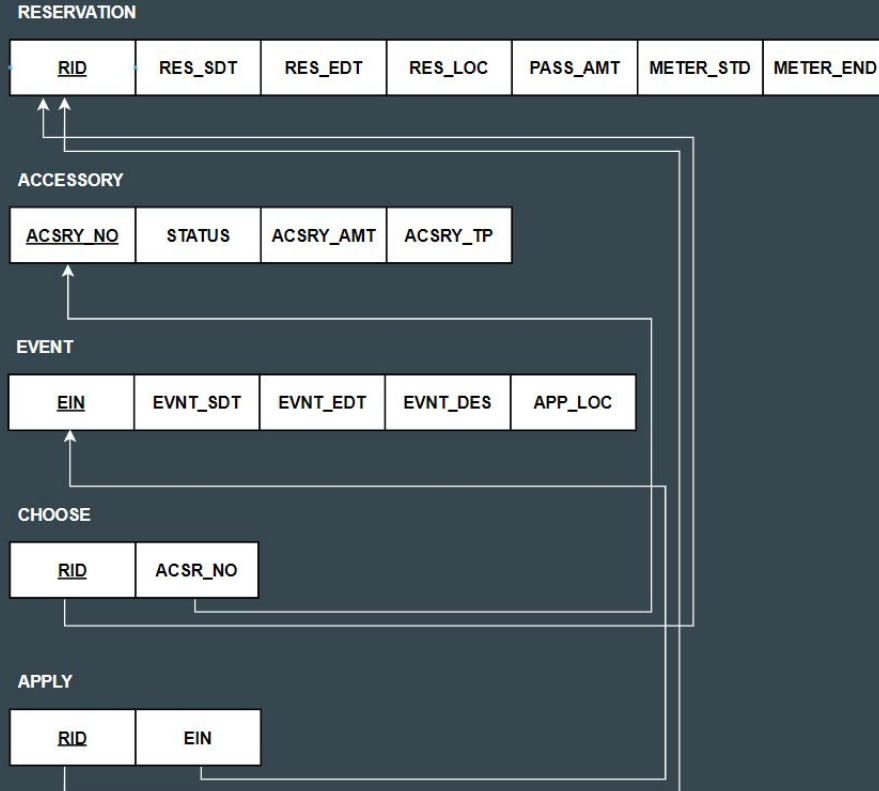 RESERVATION
RID RES_SDT RES_EDT RES_LOC PASS_AMT METER_STD METER_END
ACCESSORY
ACSRY_NO STATUS ACSRY_AMT ACSRY_TP
EVENT
EIN EVNT_SDT EVNT_EDT EVNT_DES APP_LOC
CHOOSE
RID ACSR_NO
APPLY
RID EIN